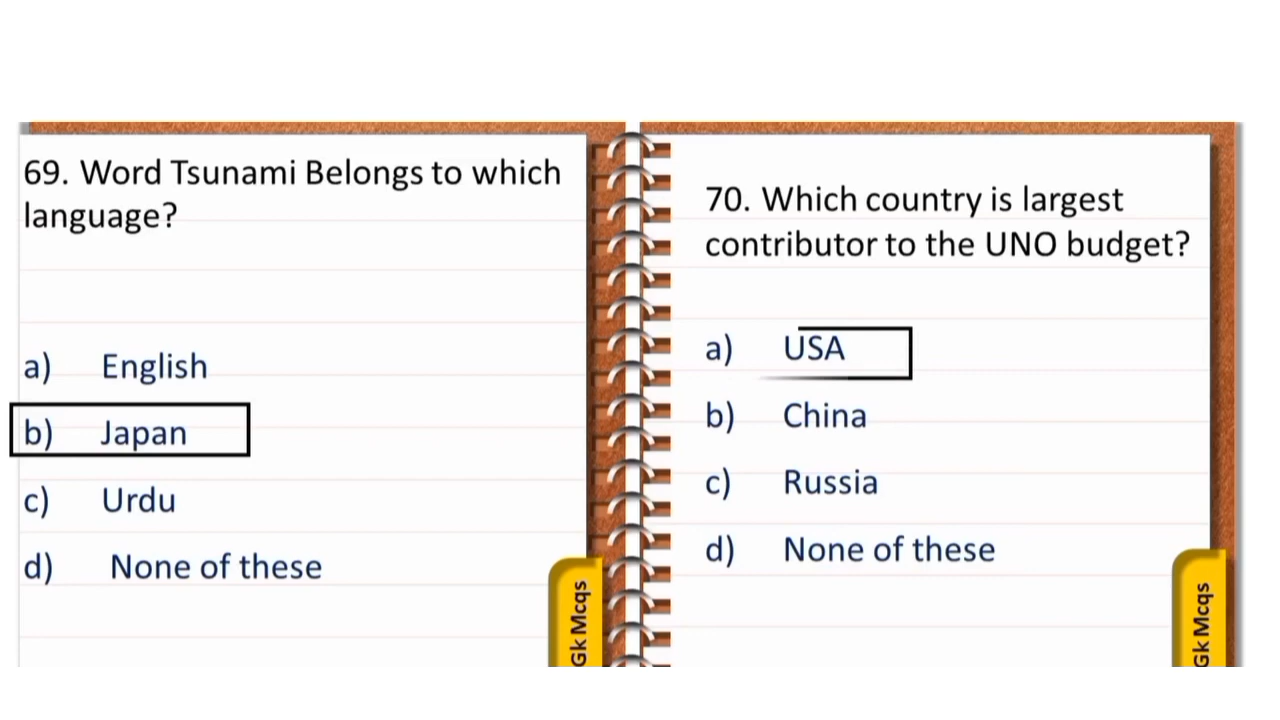 69. Word Tsunami Belongs to which
language?
a) English
b) Japan
c) Urdu
d) None of these
Gk Mcqs
70. Which country is largest
contributor to the UNO budget?
a) USA
b) China
c) Russia
d) None of these
Gk Mcqs